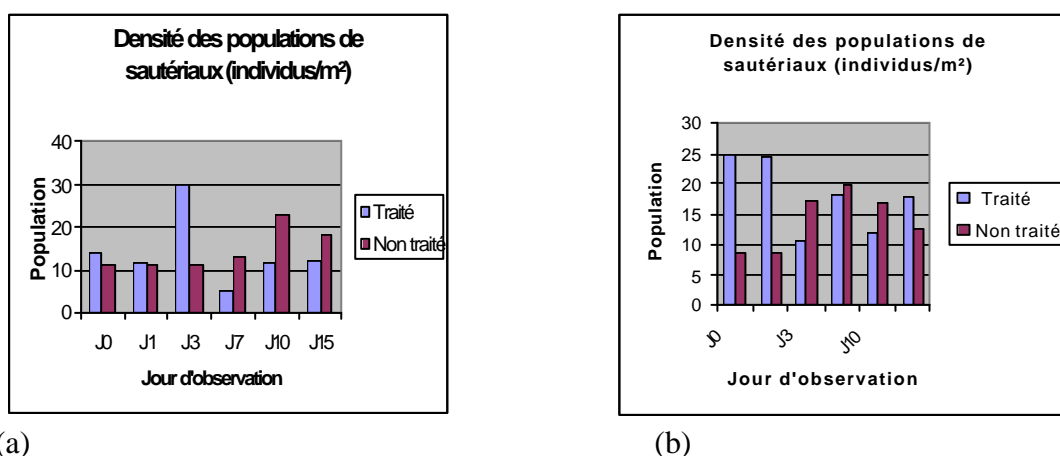 Densité des populations de
sautériaux (individus/m²)
40
30
20
10
0
Population
J0 J1 J3 J7 J10 J15
Jour d'observation
Traité
Non traité
(a)
Densité des populations de
sautériaux (individus/m²)
30
25
20
15
10
5
0
Population
J0 J3 J10
Jour d'observation
Traité
Non traité
(b)